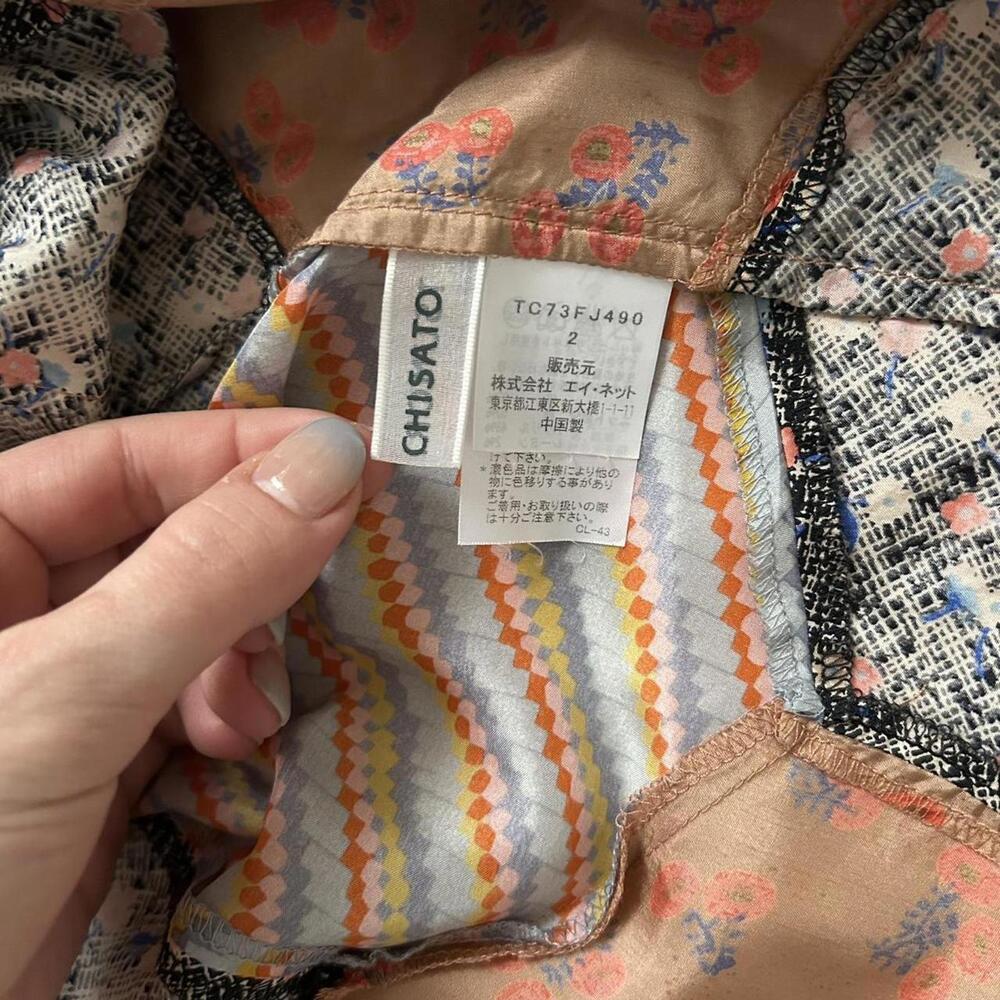 CHISATO
TC73FJ490
2
販売元
株式会社 エイ・ネット
東京都江東区新大橋1-1-11
中国製
けて下さい。
*濃色品は摩擦により他の
物に色移りする事があり
ます。
ご着用・お取り扱いの際
は十分ご注意下さい。
CL-43